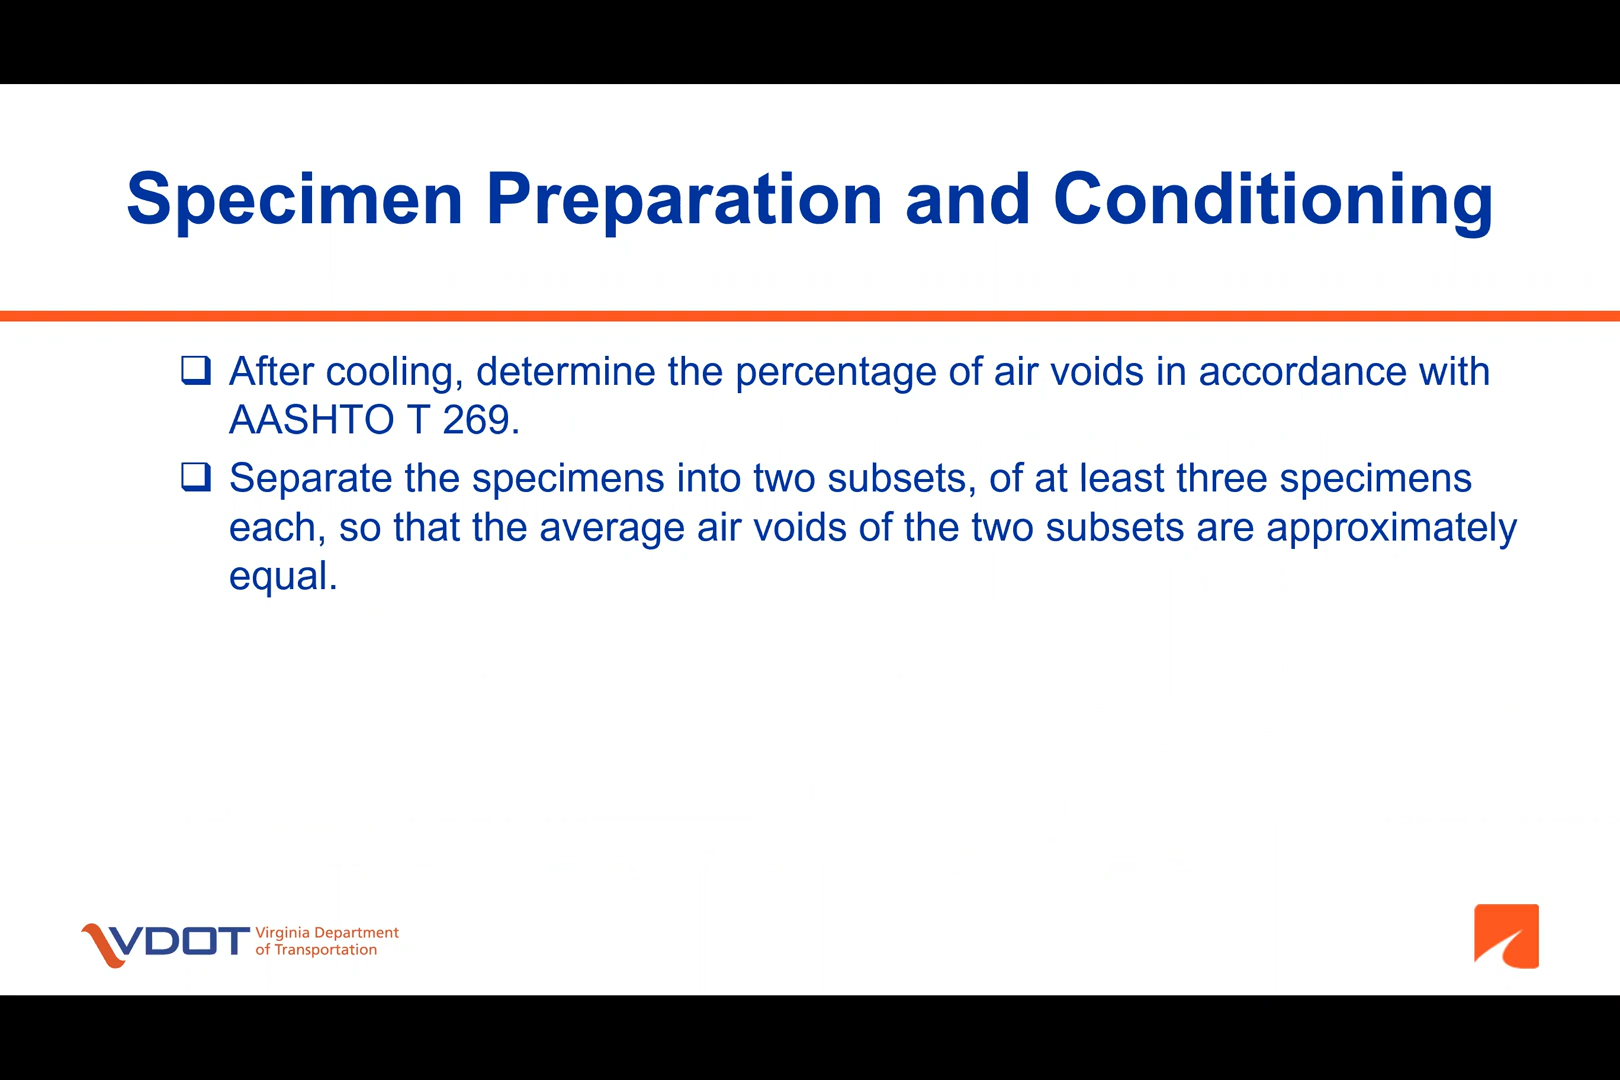 Specimen Preparation and Conditioning
After cooling, determine the percentage of air voids in accordance with
AASHTO T 269.
Separate the specimens into two subsets, of at least three specimens
each, so that the average air voids of the two subsets are approximately
equal.
VDOT Virginia Department
of Transportation